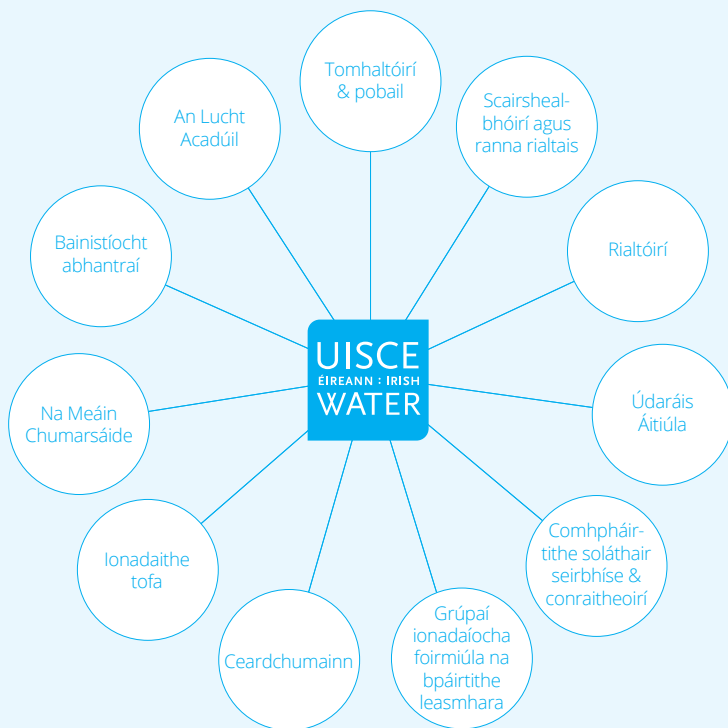 Tomhaltóirí
& pobail
Scairsheal-
bhóirí agus
ranna rialtais
Rialtóirí
Údaráis
Áitiúla
Comhpháir-
tithe soláthair
seirbhíse &
conraitheoirí
Grúpaí
ionadaíocha
foirmiúla na
bpáirtithe
leasmhara
Ceardchumainn
Ionadaithe
tofa
Na Meáin
Chumarsáide
Bainistíocht
abhantraí
An Lucht
Acadúil
UISCE
ÉIREANN : IRISH
WATER